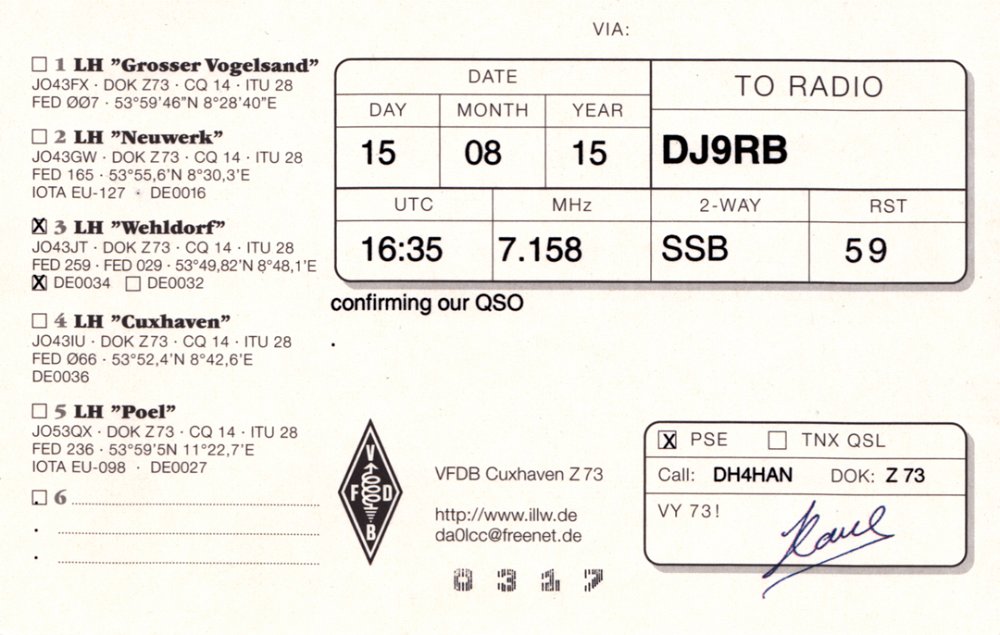 VIA:
☐ 1 LH "Grosser Vogelsand"
JO43FX · DOK Z73 · CQ 14 · ITU 28
FED ØØ7 · 53°59'46"N 8°28'40"E
☐ 2 LH "Neuwerk"
JO43GW · DOK Z73 · CQ 14 · ITU 28
FED 165 · 53°55,6'N 8°30,3'E
IOTA EU-127 · DE0016
☒ 3 LH "Wehldorf"
JO43JT · DOK Z73 · CQ 14 · ITU 28
FED 259 · FED 029 · 53°49,82'N 8°48,1'E
☒ DE0034 ☐ DE0032
☐ 4 LH "Cuxhaven"
JO43IU · DOK Z73 · CQ 14 · ITU 28
FED Ø66 · 53°52,4'N 8°42,6'E
DE0036
☐ 5 LH "Poel"
JO53QX · DOK Z73 · CQ 14 · ITU 28
FED 236 · 53°59'5N 11°22,7'E
IOTA EU-098 · DE0027
☐ 6
DATE
TO RADIO
DAY MONTH YEAR
15 08 15
DJ9RB
UTC MHz 2-WAY RST
16:35 7.158 SSB 59
confirming our QSO
.
V
F D
B
VFDB Cuxhaven Z 73
http://www.illw.de
da0lcc@freenet.de
0317
☒ PSE ☐ TNX QSL
Call: DH4HAN DOK: Z 73
VY 73!